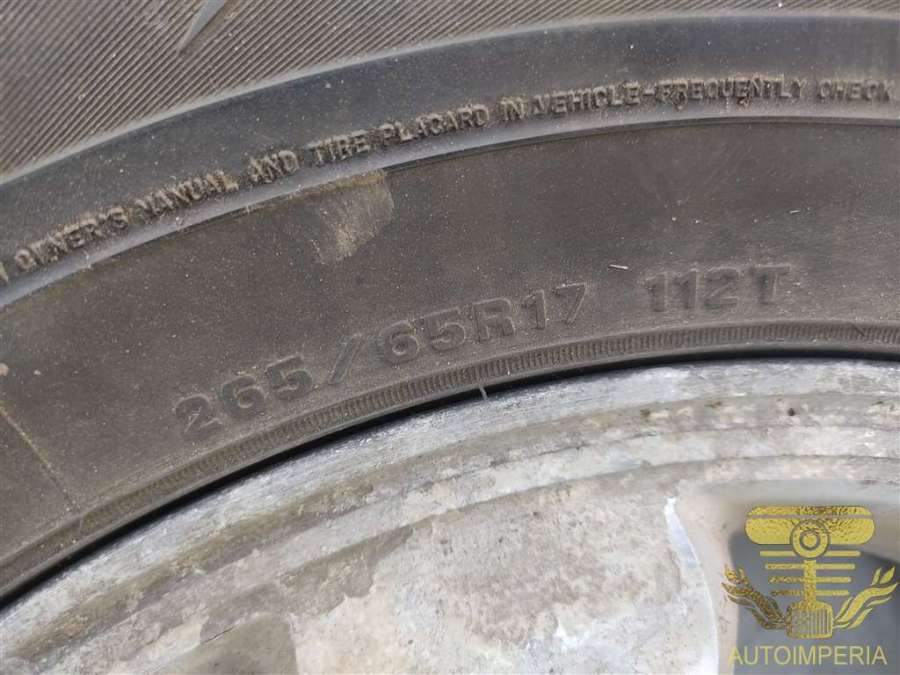 OWNER'S MANUAL AND TIRE PLACARD IN VEHICLE-FREQUENTLY CHECK
265/65R17 112T
AUTOIMPERIA